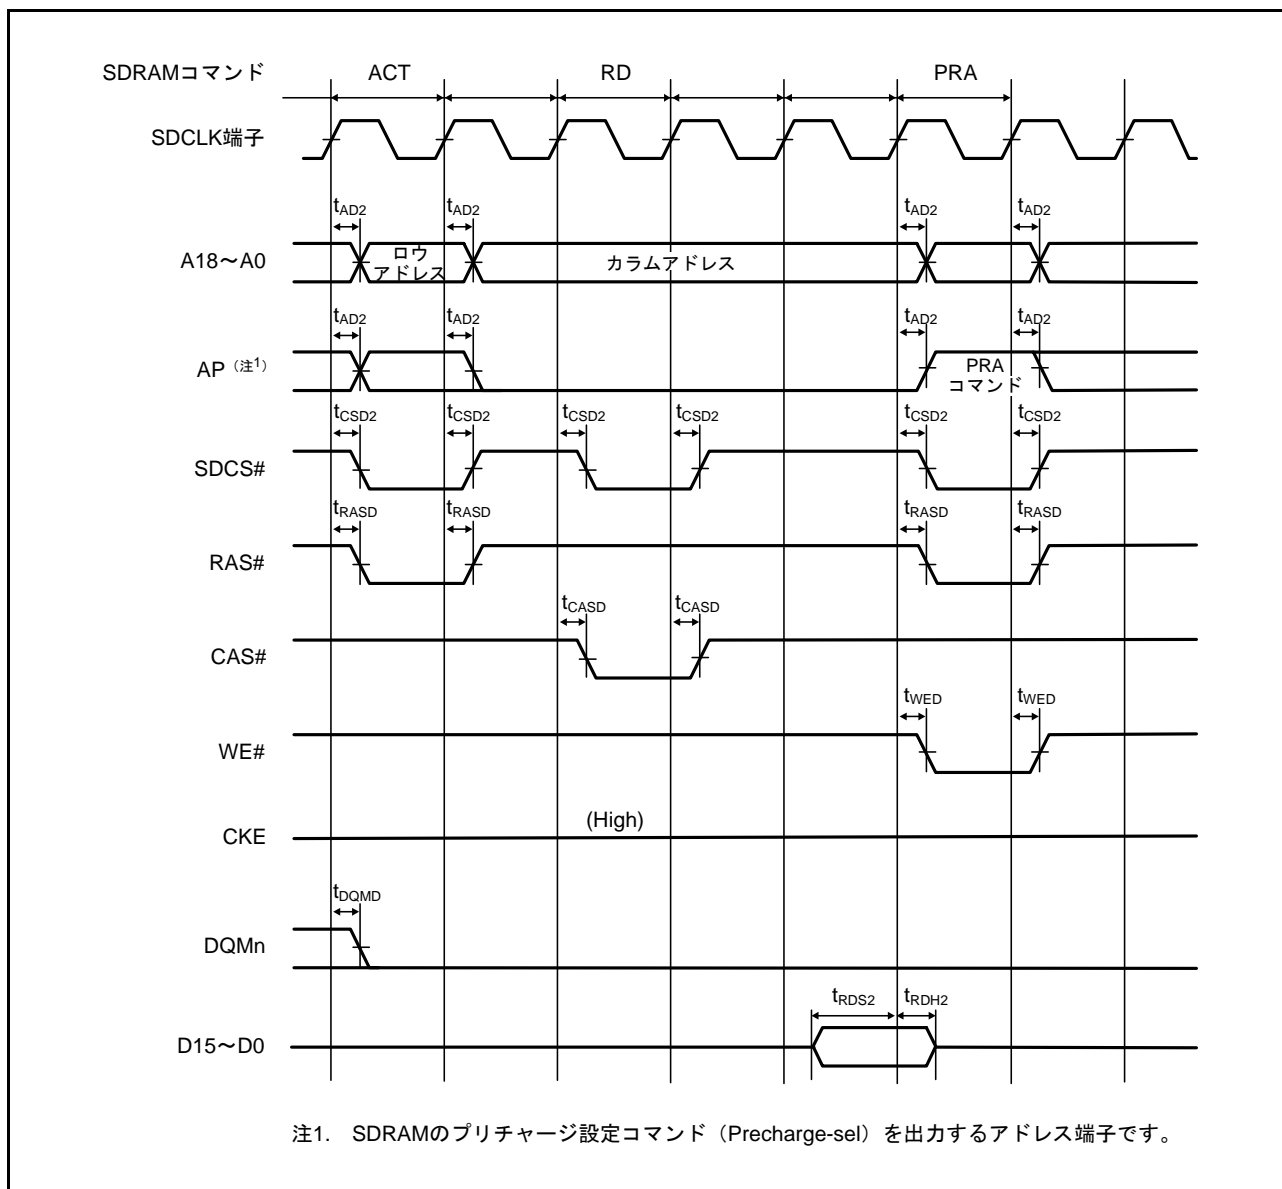 SDRAMコマンド ACT RD PRA
SDCLK端子
tAD2 tAD2 tAD2 tAD2
A18～A0 ロウ アドレス カラムアドレス
tAD2 tAD2 tAD2 tAD2
AP（注1） PRA コマンド
tCSD2 tCSD2 tCSD2 tCSD2 tCSD2 tCSD2
SDCS#
tRASD tRASD tRASD tRASD
RAS#
tCASD tCASD
CAS#
tWED tWED
WE#
(High)
CKE
tDQMD
DQMn
tRDS2 tRDH2
D15～D0
注1. SDRAMのプリチャージ設定コマンド（Precharge-sel）を出力するアドレス端子です。